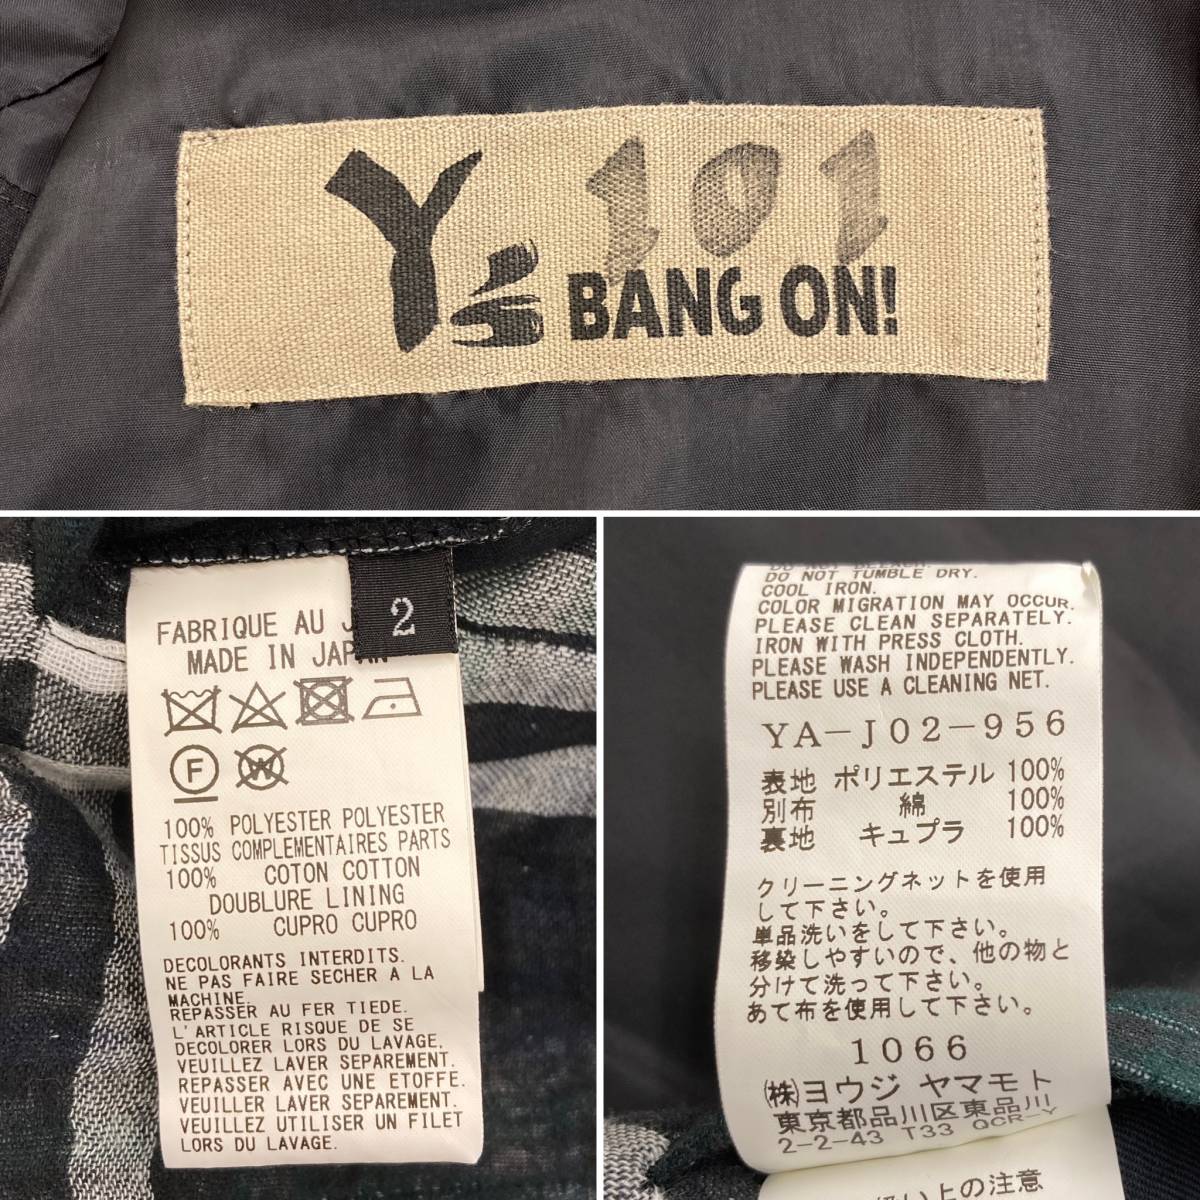 Y's 101
BANG ON!
FABRIQUE AU J
MADE IN JAPAN
2
F
W
100% POLYESTER POLYESTER
TISSUS COMPLEMENTAIRES PARTS
100% COTON COTTON
DOUBLURE LINING
100% CUPRO CUPRO
DECOLORANTS INTERDITS.
NE PAS FAIRE SECHER A LA
MACHINE.
REPASSER AU FER TIEDE.
L'ARTICLE RISQUE DE SE
DECOLORER LORS DU LAVAGE,
VEUILLEZ LAVER SEPAREMENT.
REPASSER AVEC UNE ETOFFE.
VEUILLER LAVER SEPAREMENT.
VEUILLEZ UTILISER UN FILET
LORS DU LAVAGE.
DO NOT BLEACH.
DO NOT TUMBLE DRY.
COOL IRON.
COLOR MIGRATION MAY OCCUR.
PLEASE CLEAN SEPARATELY.
IRON WITH PRESS CLOTH.
PLEASE WASH INDEPENDENTLY.
PLEASE USE A CLEANING NET.
YA-J02-956
表地 ポリエステル 100%
別布 綿 100%
裏地 キュプラ 100%
クリーニングネットを使用
して下さい。
単品洗いをして下さい。
移染しやすいので、他の物と
分けて洗って下さい。
あて布を使用して下さい。
1066
㈱ヨウジ ヤマモト
東京都品川区東品川
2-2-43 T33 QCR-Y
扱い上の注意